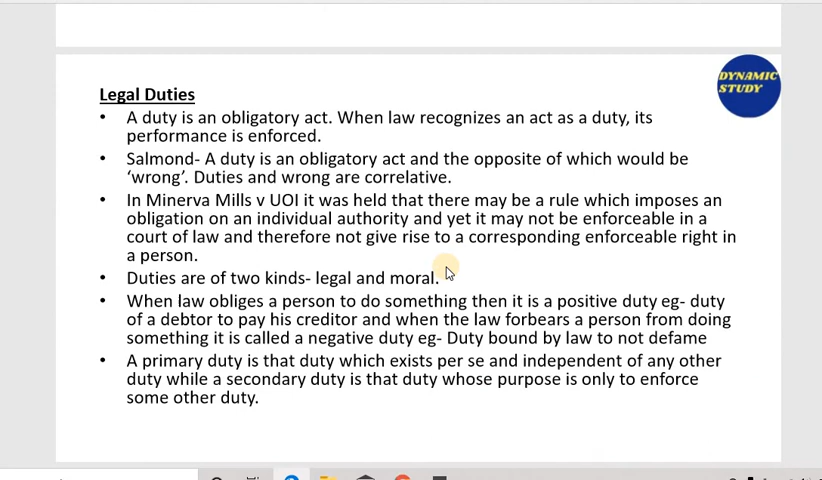 DYNAMIC
STUDY
Legal Duties
• A duty is an obligatory act. When law recognizes an act as a duty, its
performance is enforced.
• Salmond- A duty is an obligatory act and the opposite of which would be
‘wrong’. Duties and wrong are correlative.
• In Minerva Mills v UOI it was held that there may be a rule which imposes an
obligation on an individual authority and yet it may not be enforceable in a
court of law and therefore not give rise to a corresponding enforceable right in
a person.
• Duties are of two kinds- legal and moral.
• When law obliges a person to do something then it is a positive duty eg- duty
of a debtor to pay his creditor and when the law forbears a person from doing
something it is called a negative duty eg- Duty bound by law to not defame
• A primary duty is that duty which exists per se and independent of any other
duty while a secondary duty is that duty whose purpose is only to enforce
some other duty.